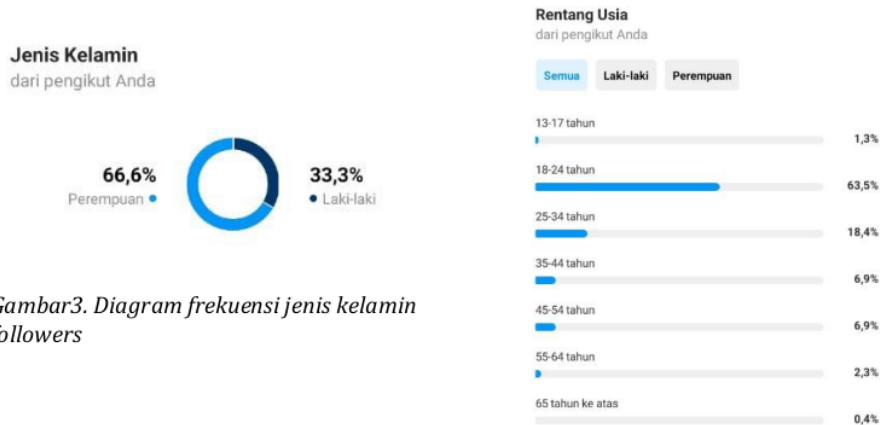 Jenis Kelamin
dari pengikut Anda
66,6%
Perempuan
33,3%
Laki-laki
Gambar3. Diagram frekuensi jenis kelamin
followers
Rentang Usia
dari pengikut Anda
Semua Laki-laki Perempuan
13-17 tahun
1,3%
18-24 tahun
63,5%
25-34 tahun
18,4%
35-44 tahun
6,9%
45-54 tahun
6,9%
55-64 tahun
2,3%
65 tahun ke atas
0,4%